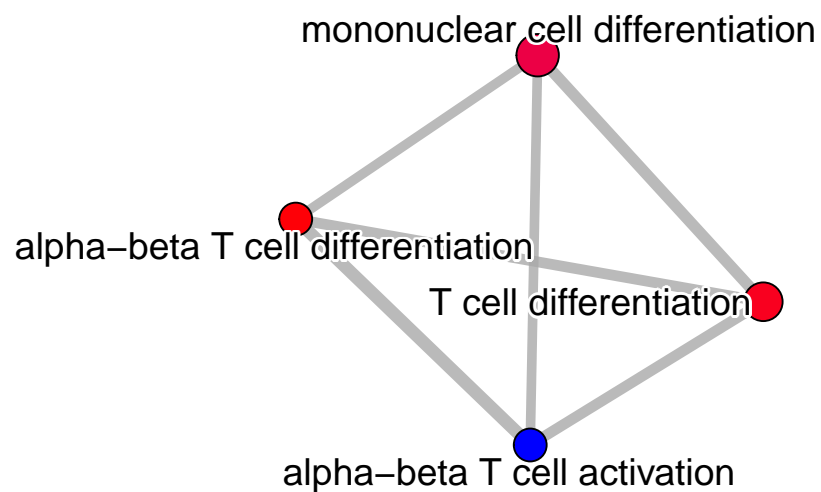 mononuclear cell differentiation
alpha−beta T cell differentiation
T cell differentiation
alpha−beta T cell activation